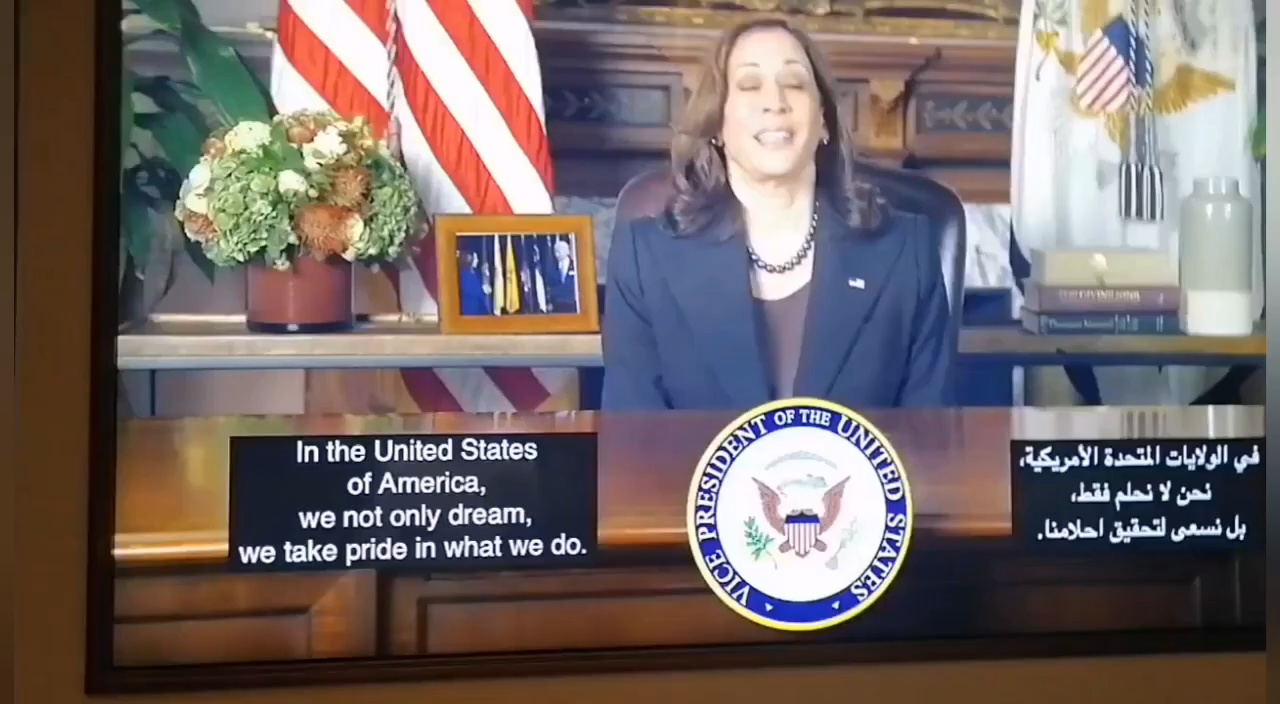 In the United States
of America,
we not only dream,
we take pride in what we do.
VICE PRESIDENT OF THE UNITED STATES
في الولايات المتحدة الأمريكية،
نحن لا نحلم فقط،
بل نسعى لتحقيق احلامنا.